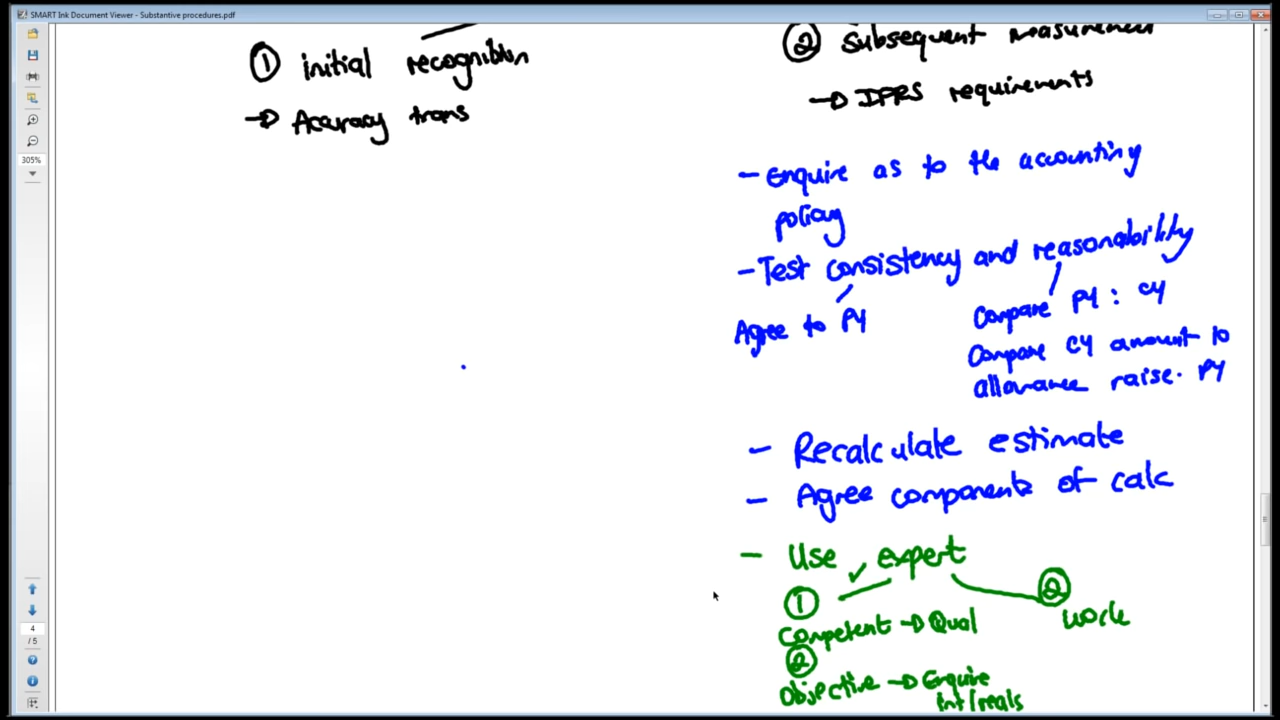 SMART Ink Document Viewer - Substantive procedures.pdf
① initial recognition
→ Accuracy trans
② Subsequent measurement
→ IFRS requirements
- Enquire as to the accounting
policy
- Test consistency and reasonability
Agree to PY
Compare PY : CY
Compare CY amount to
allowance raise. PY
- Recalculate estimate
- Agree components of calc
- Use expert
① ✓
Competent → Qual
②
Objective → Enquire
int/reals
②
work
305%
4
/ 5